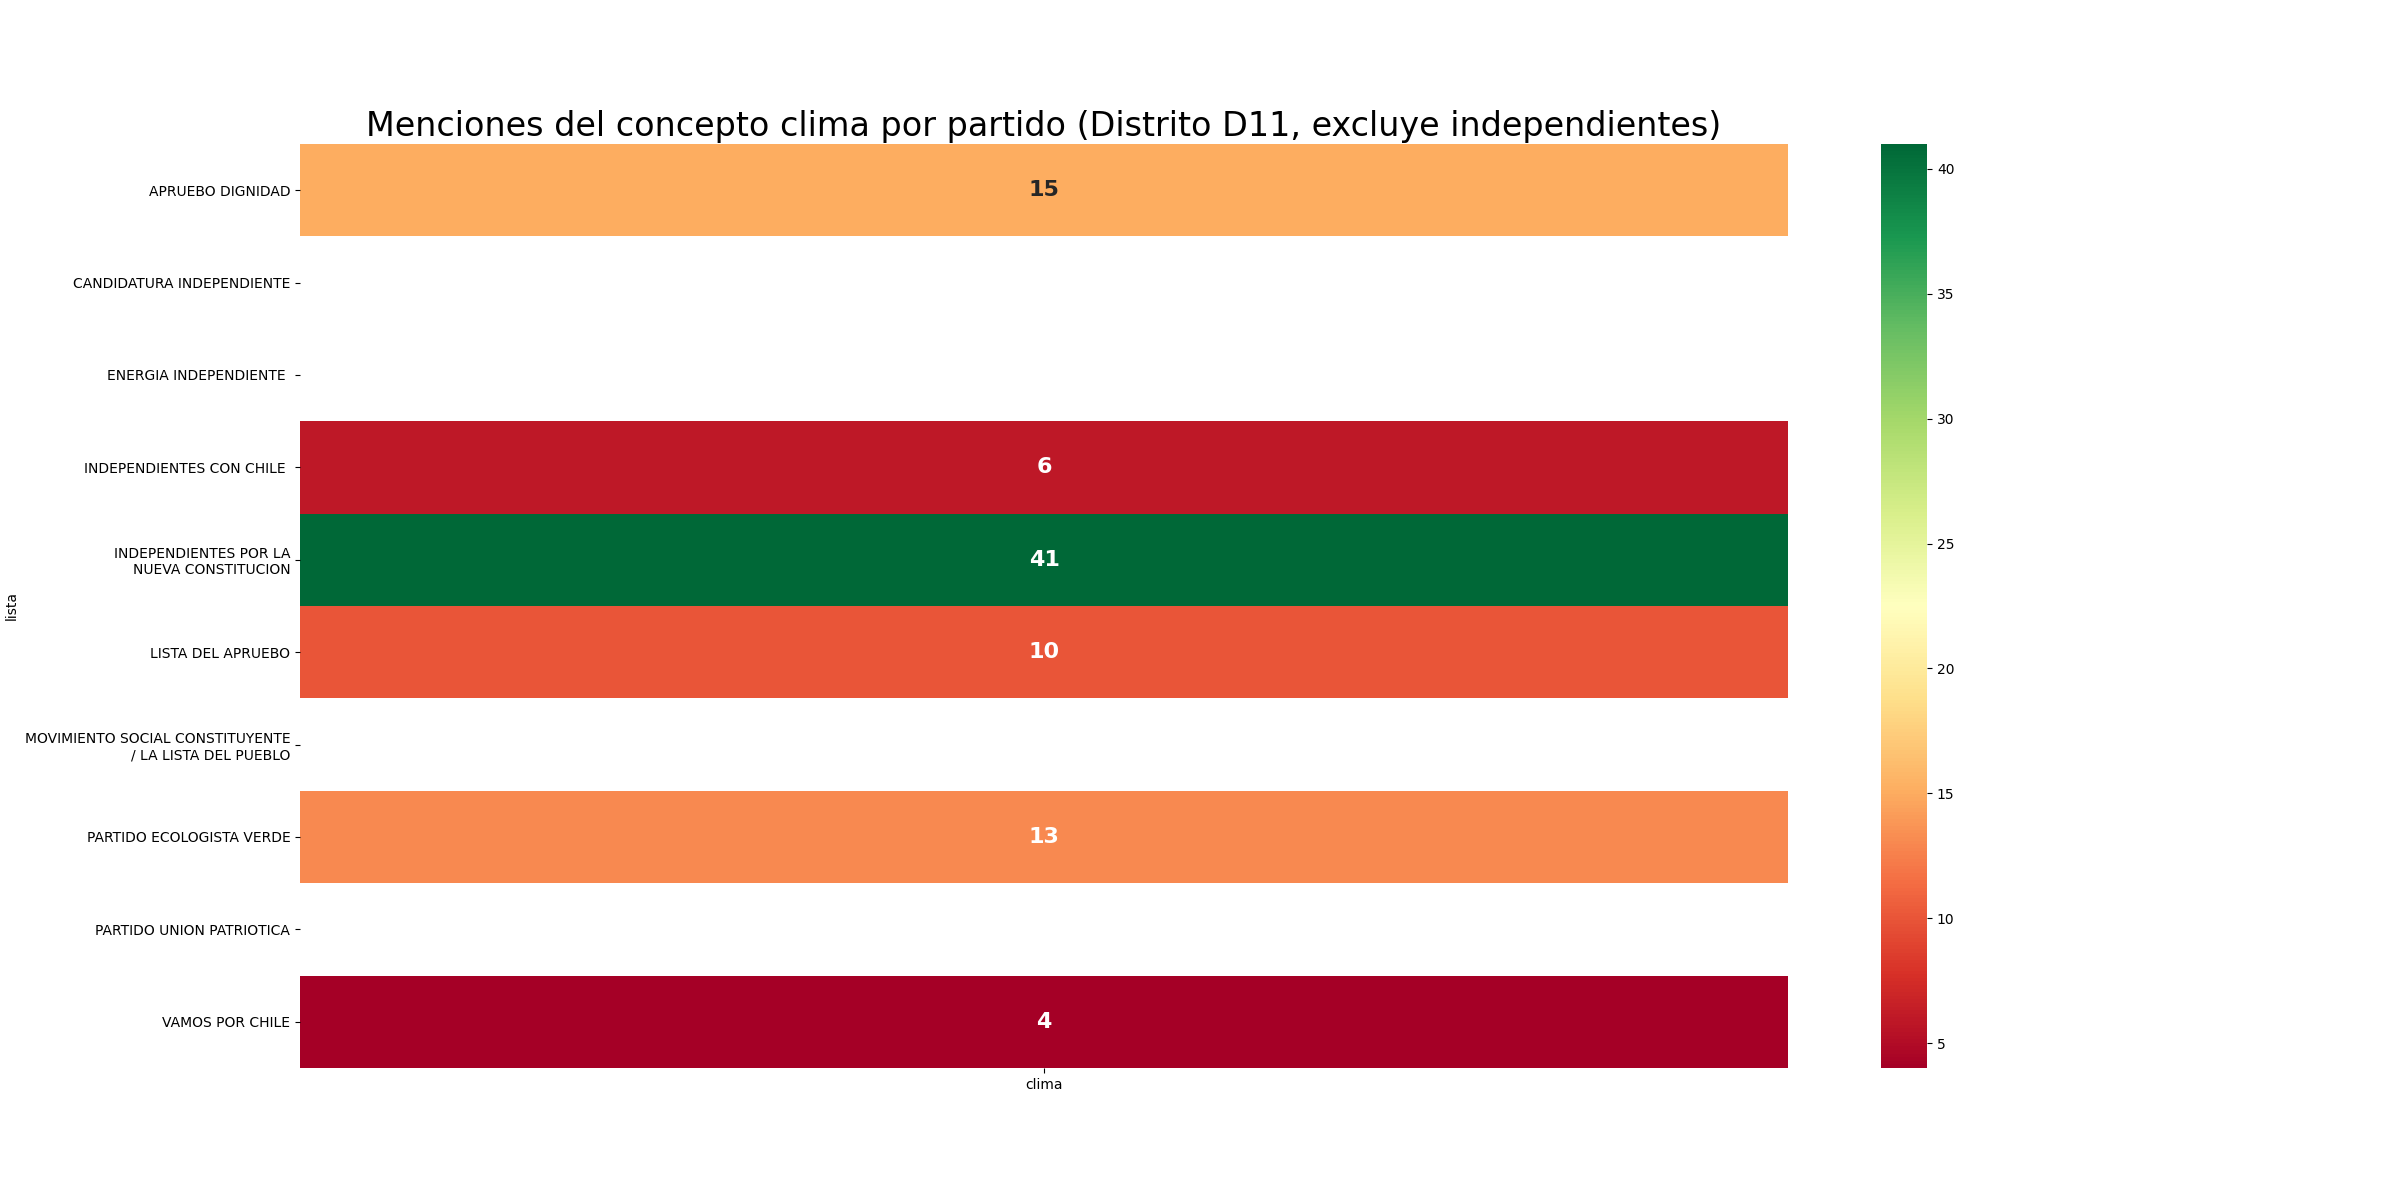 Menciones del concepto clima por partido (Distrito D11, excluye independientes)
lista
APRUEBO DIGNIDAD
15
CANDIDATURA INDEPENDIENTE
ENERGIA INDEPENDIENTE
INDEPENDIENTES CON CHILE
6
INDEPENDIENTES POR LA
NUEVA CONSTITUCION
41
LISTA DEL APRUEBO
10
MOVIMIENTO SOCIAL CONSTITUYENTE
/ LA LISTA DEL PUEBLO
PARTIDO ECOLOGISTA VERDE
13
PARTIDO UNION PATRIOTICA
VAMOS POR CHILE
4
clima
40
35
30
25
20
15
10
5